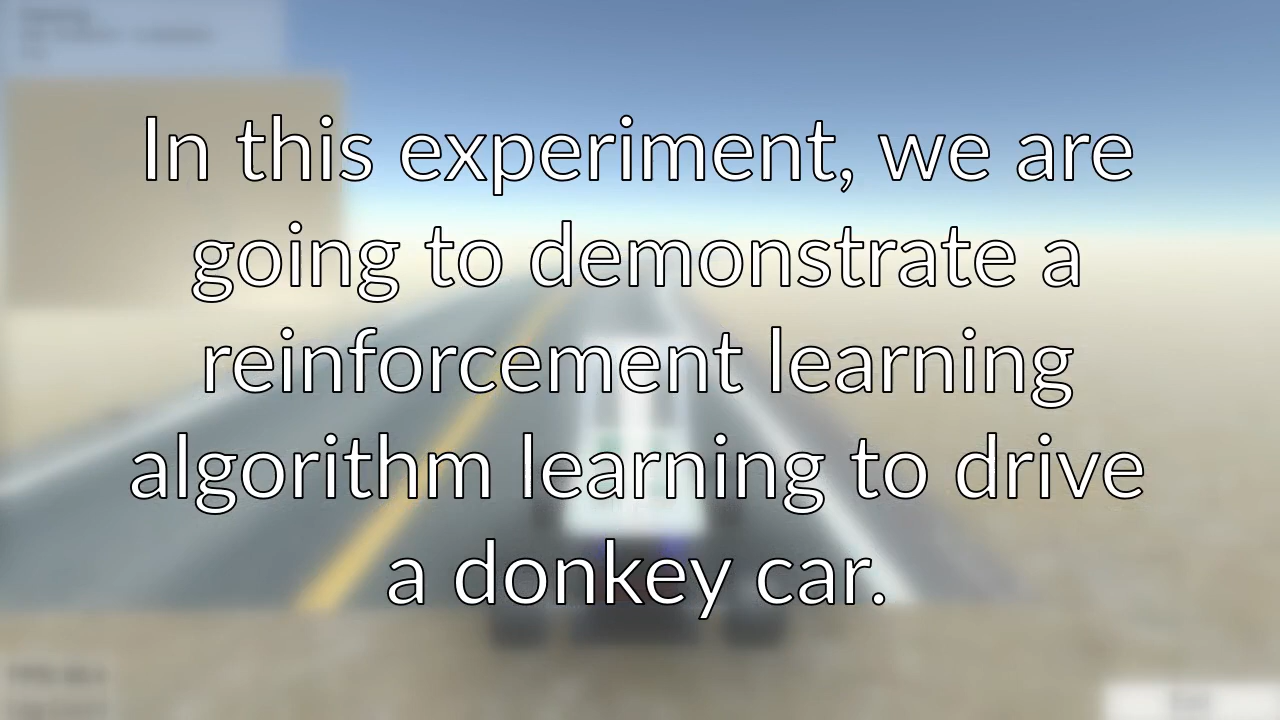 In this experiment, we are
going to demonstrate a
reinforcement learning
algorithm learning to drive
a donkey car.